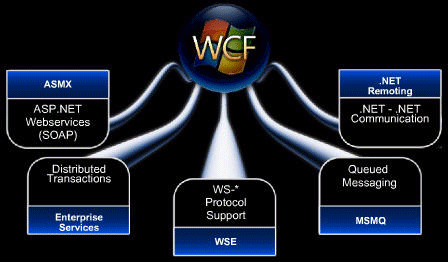 WCF
ASMX
ASP.NET
Webservices
(SOAP)
.NET
Remoting
.NET - .NET
Communication
Distributed
Transactions
Enterprise
Services
WS-*
Protocol
Support
WSE
Queued
Messaging
MSMQ